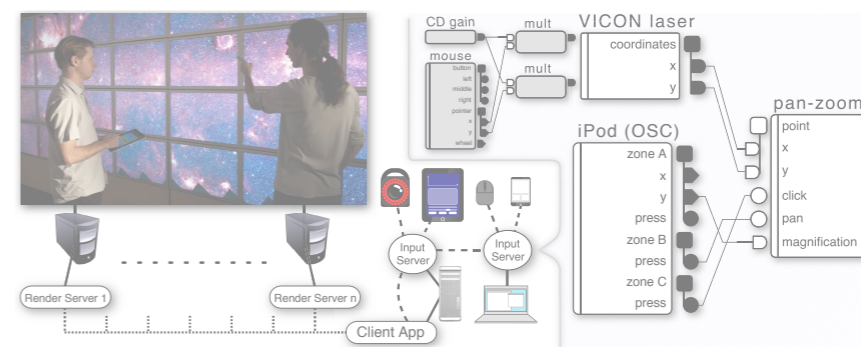 CD gain
mult
mult
mouse
button
left
middle
right
pointer
x
y
wheel
VICON laser
coordinates
x
y
iPod (OSC)
zone A
x
y
press
zone B
press
zone C
press
pan-zoom
point
x
y
click
pan
magnification
Input
Server
Input
Server
Render Server 1
Render Server n
Client App